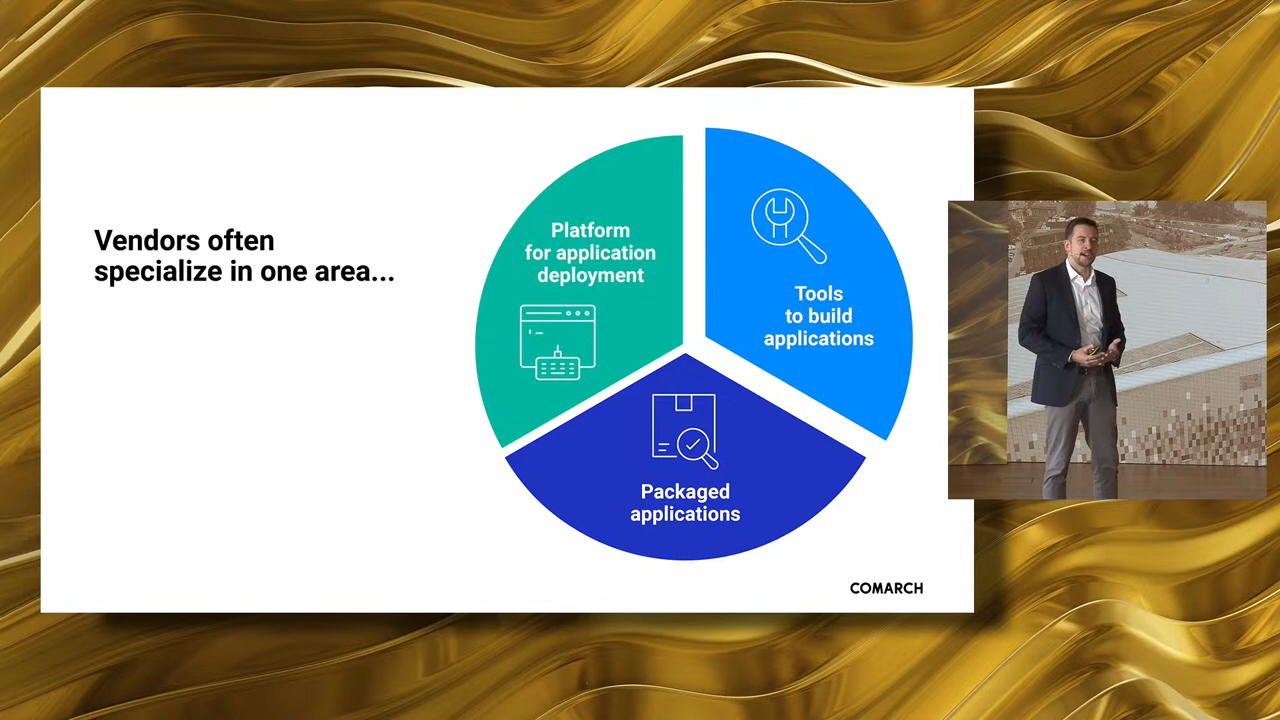 Vendors often
specialize in one area...
Platform
for application
deployment
Tools
to build
applications
Packaged
applications
COMARCH